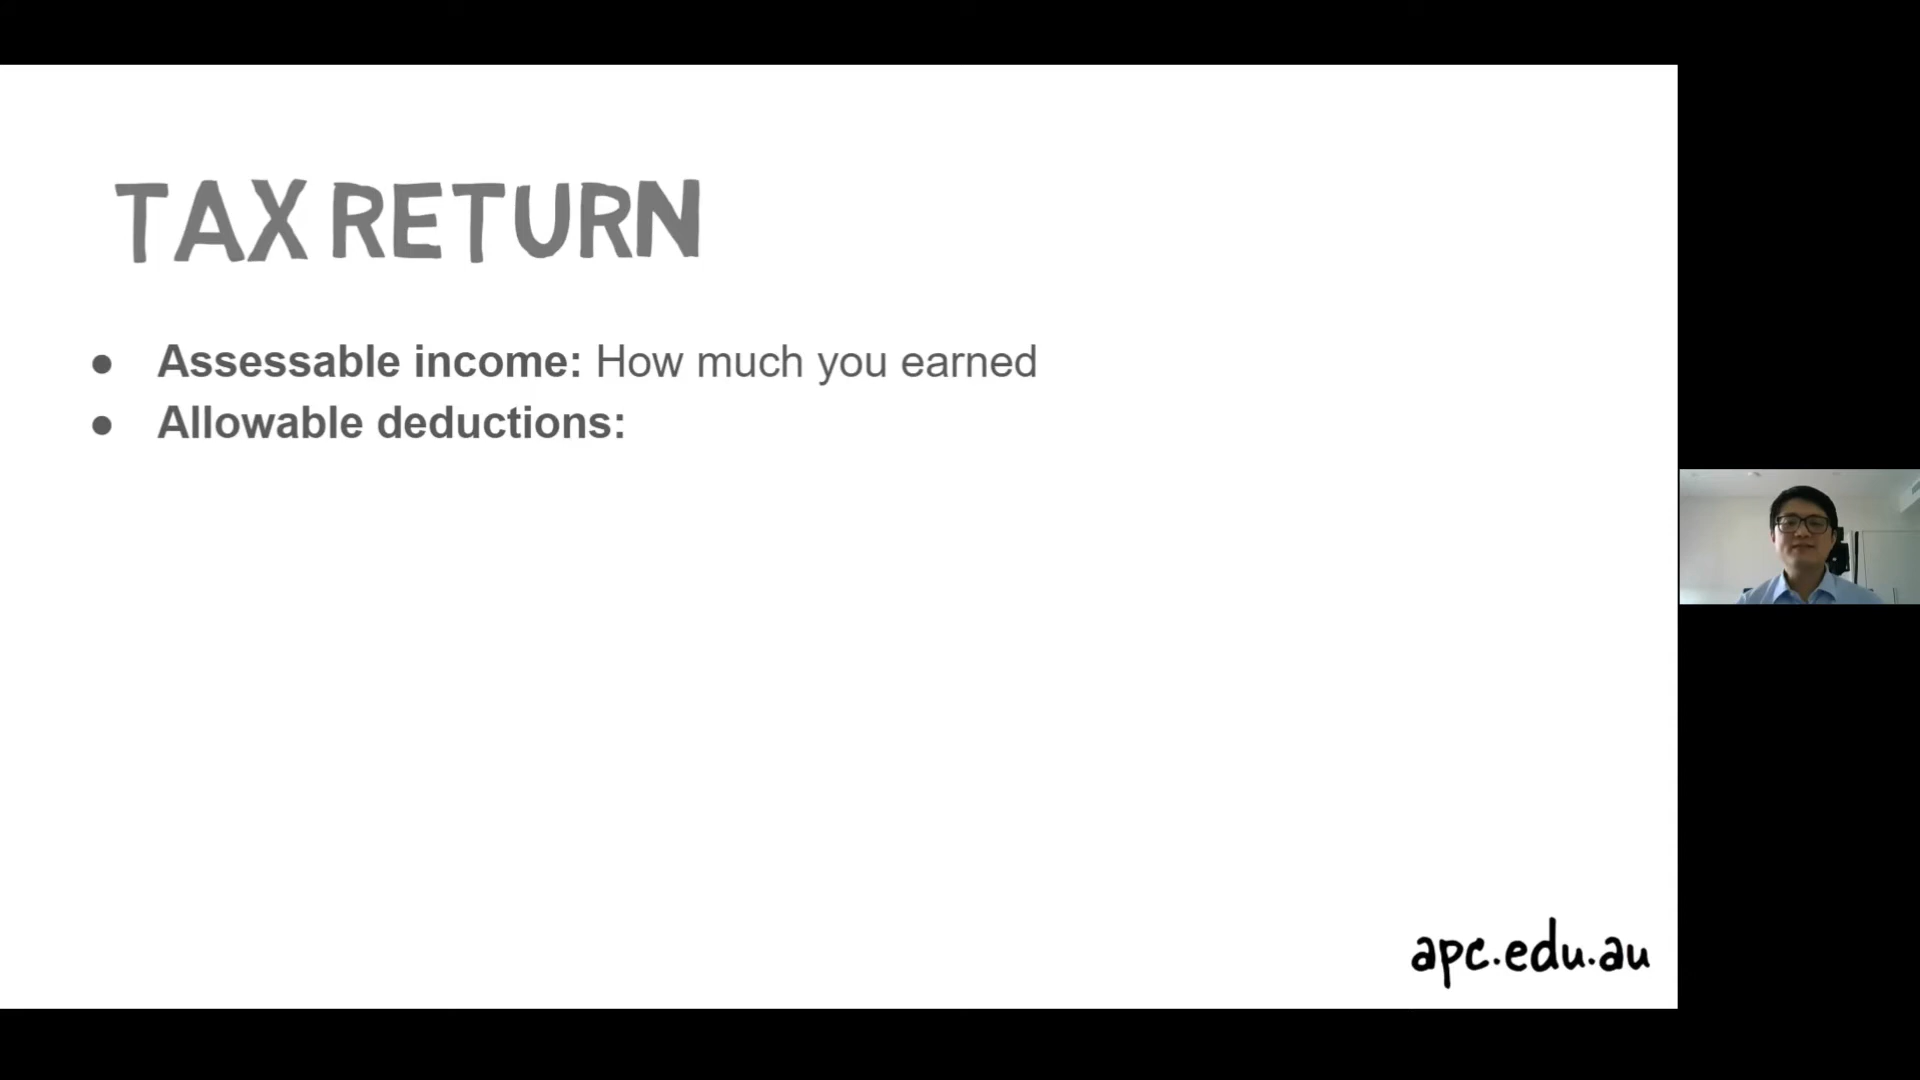 TAX RETURN
● Assessable income: How much you earned
● Allowable deductions:
apc.edu.au